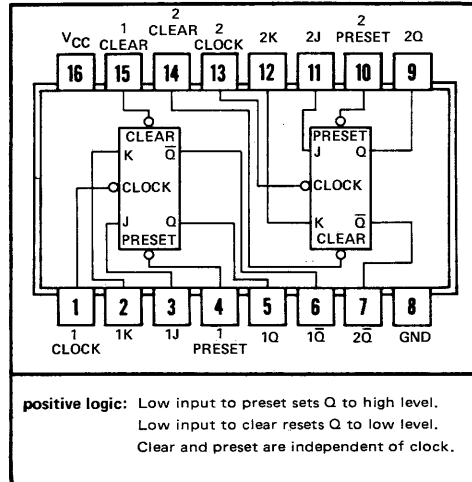 1 2 2
VCC CLEAR CLEAR CLOCK 2K 2J PRESET 2Q
16 15 14 13 12 11 10 9
CLEAR
K Q̅
CLOCK
J Q
PRESET
PRESET
J Q
CLOCK
K Q̅
CLEAR
1 2 3 4 5 6 7 8
1 CLOCK 1K 1J 1 PRESET 1Q 1Q̅ 2Q̅ GND
positive logic: Low input to preset sets Q to high level.
Low input to clear resets Q to low level.
Clear and preset are independent of clock.